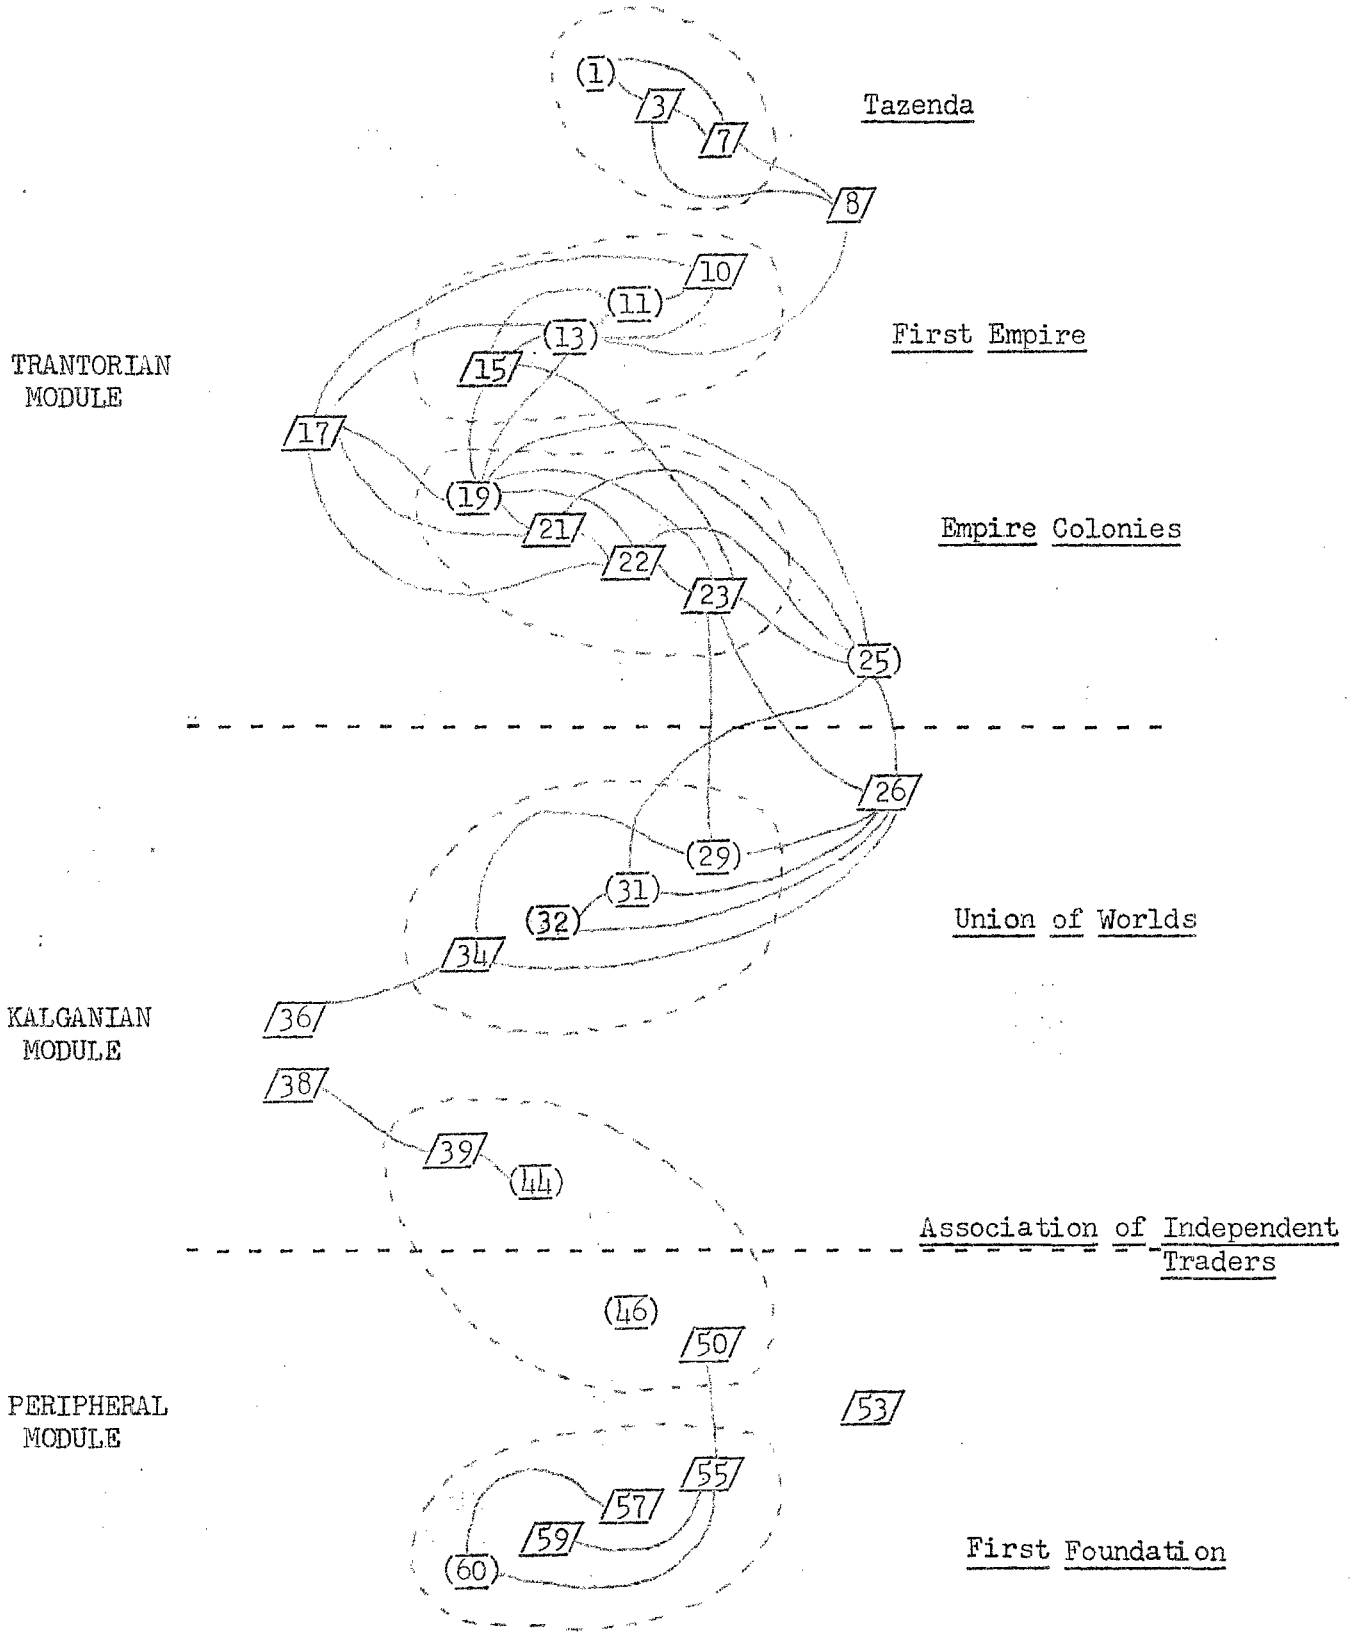 (1)
3
Tazenda
7
8
10
(11)
(13)
First Empire
TRANTORIAN
MODULE
15
17
(19)
21
Empire Colonies
22
23
(25)
26
(29)
(31)
(32)
Union of Worlds
34
KALGANIAN
MODULE
36
38
39
(44)
Association of Independent
Traders
(46)
50
PERIPHERAL
MODULE
53
55
57
59
First Foundation
(60)